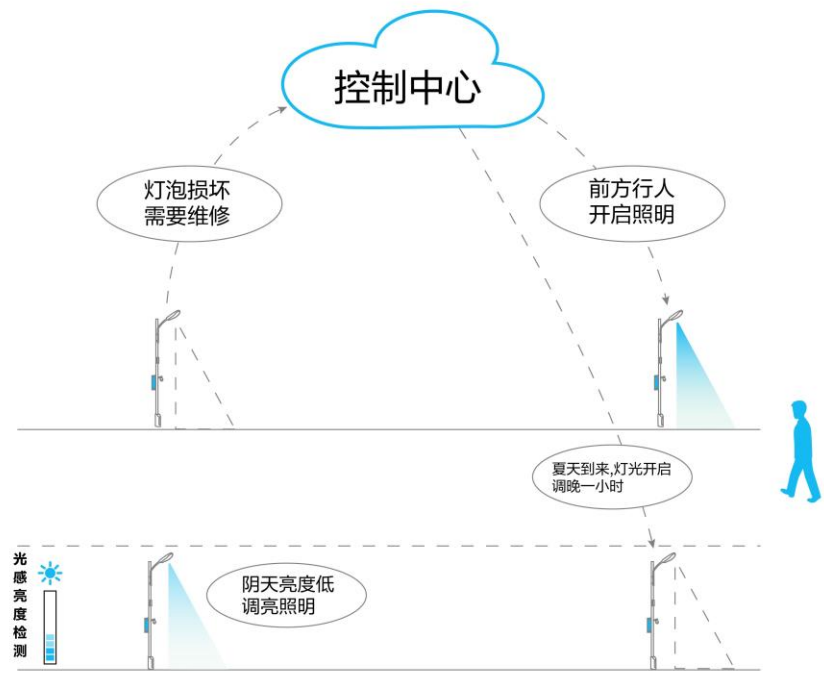 控制中心
灯泡损坏
需要维修
前方行人
开启照明
夏天到来,灯光开启
调晚一小时
光感亮度检测
阴天亮度低
调亮照明